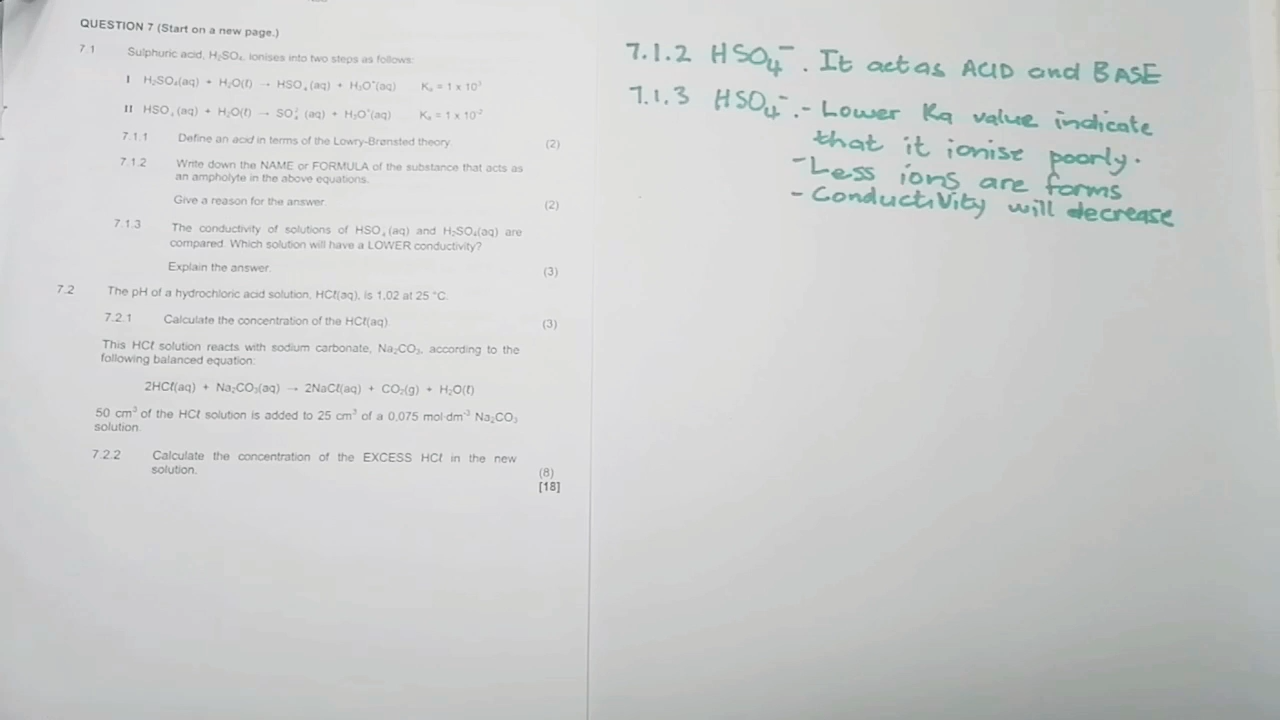 QUESTION 7 (Start on a new page.)
7.1 Sulphuric acid, H₂SO₄, ionises into two steps as follows:
I H₂SO₄(aq) + H₂O(ℓ) → HSO₄⁻(aq) + H₃O⁺(aq) Kₐ = 1 x 10³
II HSO₄⁻(aq) + H₂O(ℓ) → SO₄²⁻(aq) + H₃O⁺(aq) Kₐ = 1 x 10⁻²
7.1.1 Define an acid in terms of the Lowry-Brønsted theory. (2)
7.1.2 Write down the NAME or FORMULA of the substance that acts as
an ampholyte in the above equations.
Give a reason for the answer. (2)
7.1.3 The conductivity of solutions of HSO₄⁻(aq) and H₂SO₄(aq) are
compared. Which solution will have a LOWER conductivity?
Explain the answer. (3)
7.2 The pH of a hydrochloric acid solution, HCℓ(aq), is 1,02 at 25 °C.
7.2.1 Calculate the concentration of the HCℓ(aq). (3)
This HCℓ solution reacts with sodium carbonate, Na₂CO₃, according to the
following balanced equation:
2HCℓ(aq) + Na₂CO₃(aq) → 2NaCℓ(aq) + CO₂(g) + H₂O(ℓ)
50 cm³ of the HCℓ solution is added to 25 cm³ of a 0,075 mol·dm⁻³ Na₂CO₃
solution.
7.2.2 Calculate the concentration of the EXCESS HCℓ in the new
solution. (8)
[18]
7.1.2 HSO₄⁻. It act as ACID and BASE
7.1.3 HSO₄⁻. - Lower Ka value indicate
that it ionise poorly.
- Less ions are forms
- Conductivity will decrease